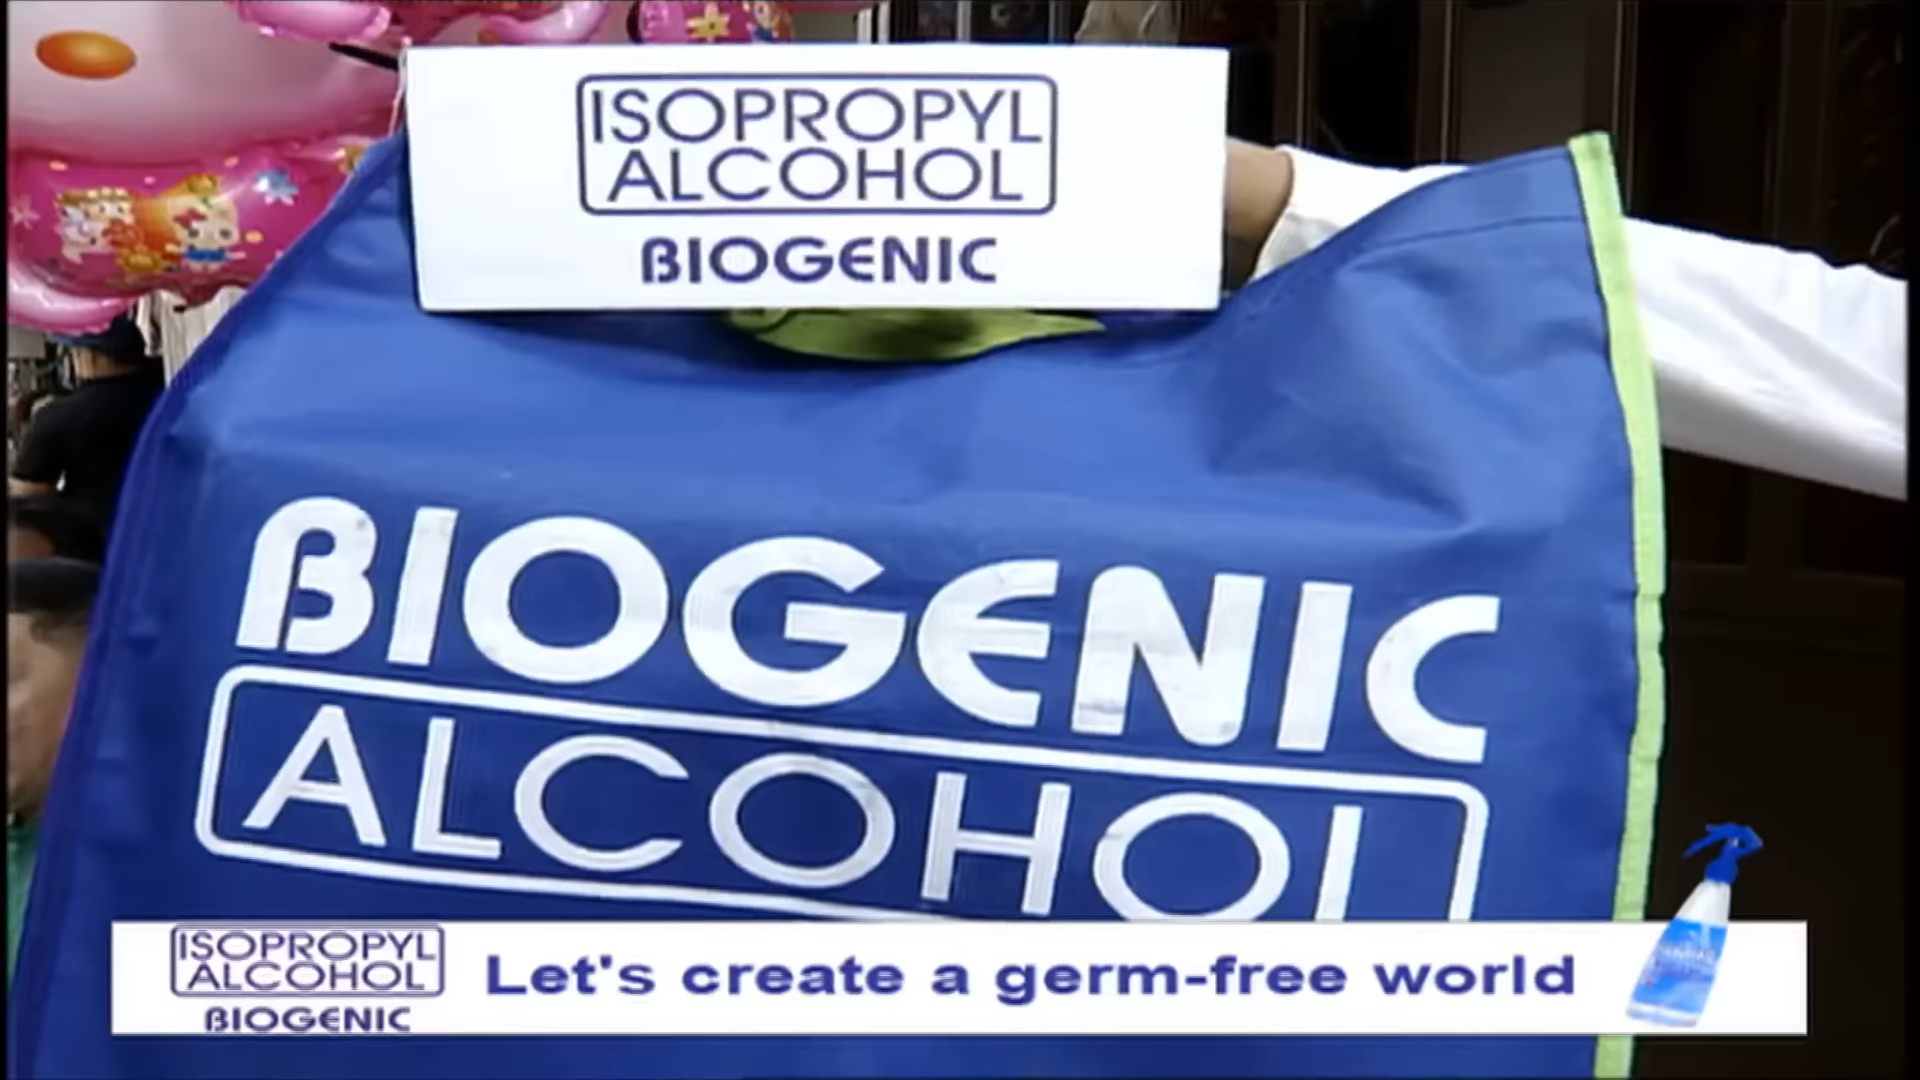 ISOPROPYL
ALCOHOL
BIOGENIC
BIOGENIC
ALCOHOL
ISOPROPYL
ALCOHOL
BIOGENIC
Let's create a germ-free world